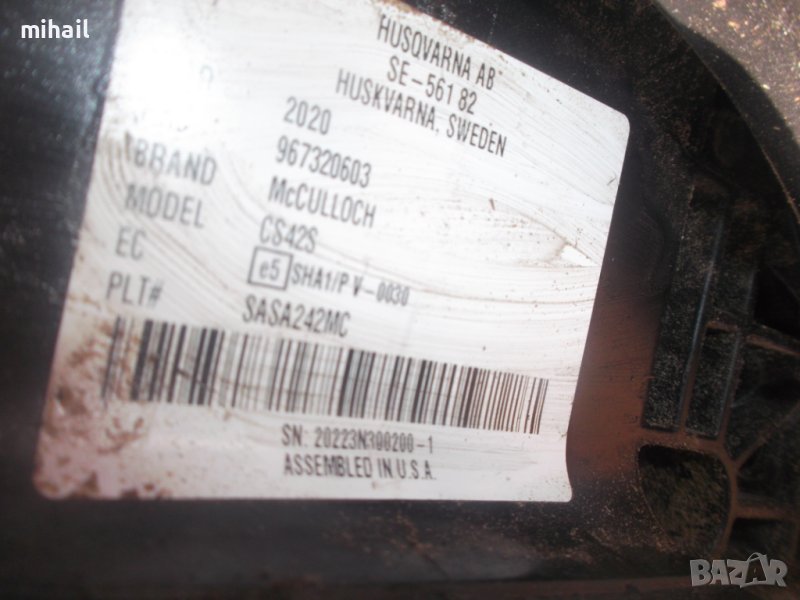 mihail
HUSQVARNA AB
SE-561 82
HUSKVARNA, SWEDEN
2020
967320603
BRAND McCULLOCH
MODEL CS42S
EC e5 SHA1/P V-0030
PLT# SASA242MC
SN: 20223N300200-1
ASSEMBLED IN U.S.A.
BAZAR